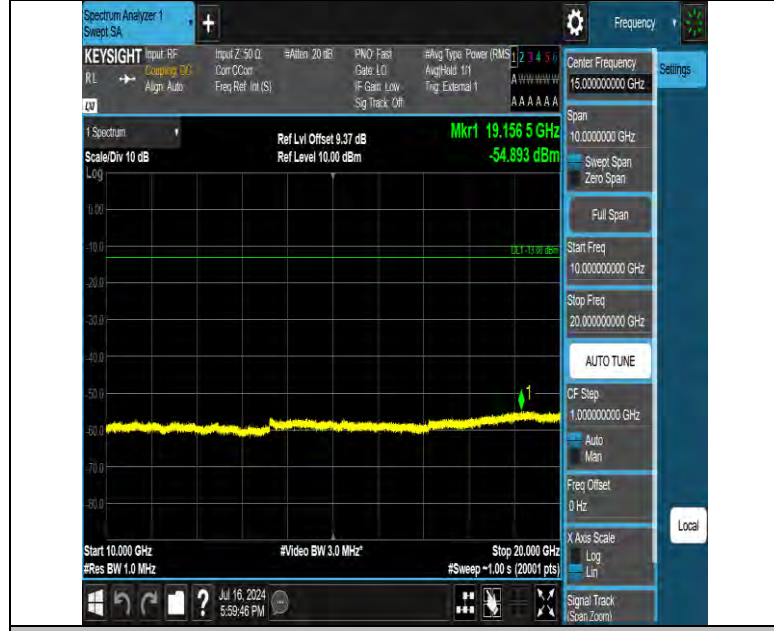 Spectrum Analyzer 1
Swept SA
+
Frequency
KEYSIGHT
RL
Input: RF
Coupling: DC
Align: Auto
Input Z: 50 Ω
Corr CCorr
Freq Ref: Int (S)
#Atten: 20 dB
PNO: Fast
Gate: LO
IF Gain: Low
Sig Track: Off
#Avg Type: Power (RMS
Avg|Hold: 1/1
Trig: External 1
1 2 3 4 5 6
A W W W W W
A A A A A A
1 Spectrum
Scale/Div 10 dB
Log
Ref Lvl Offset 9.37 dB
Ref Level 10.00 dBm
Mkr1 19.156 5 GHz
-54.893 dBm
0.00
-10.0
DL1 -13.00 dBm
-20.0
-30.0
-40.0
-50.0
1
-60.0
-70.0
-80.0
Start 10.000 GHz
#Res BW 1.0 MHz
#Video BW 3.0 MHz*
Stop 20.000 GHz
#Sweep ~1.00 s (20001 pts)
?
Jul 16, 2024
5:59:46 PM
Center Frequency
15.000000000 GHz
Settings
Span
10.0000000 GHz
Swept Span
Zero Span
Full Span
Start Freq
10.000000000 GHz
Stop Freq
20.000000000 GHz
AUTO TUNE
CF Step
1.000000000 GHz
Auto
Man
Freq Offset
0 Hz
Local
X Axis Scale
Log
Lin
Signal Track
(Span Zoom)